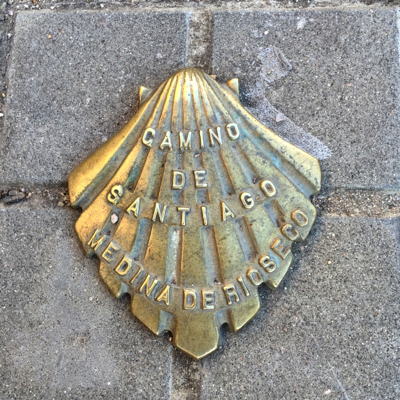 CAMINO
DE
SANTIAGO
MEDINA DE RIOSECO